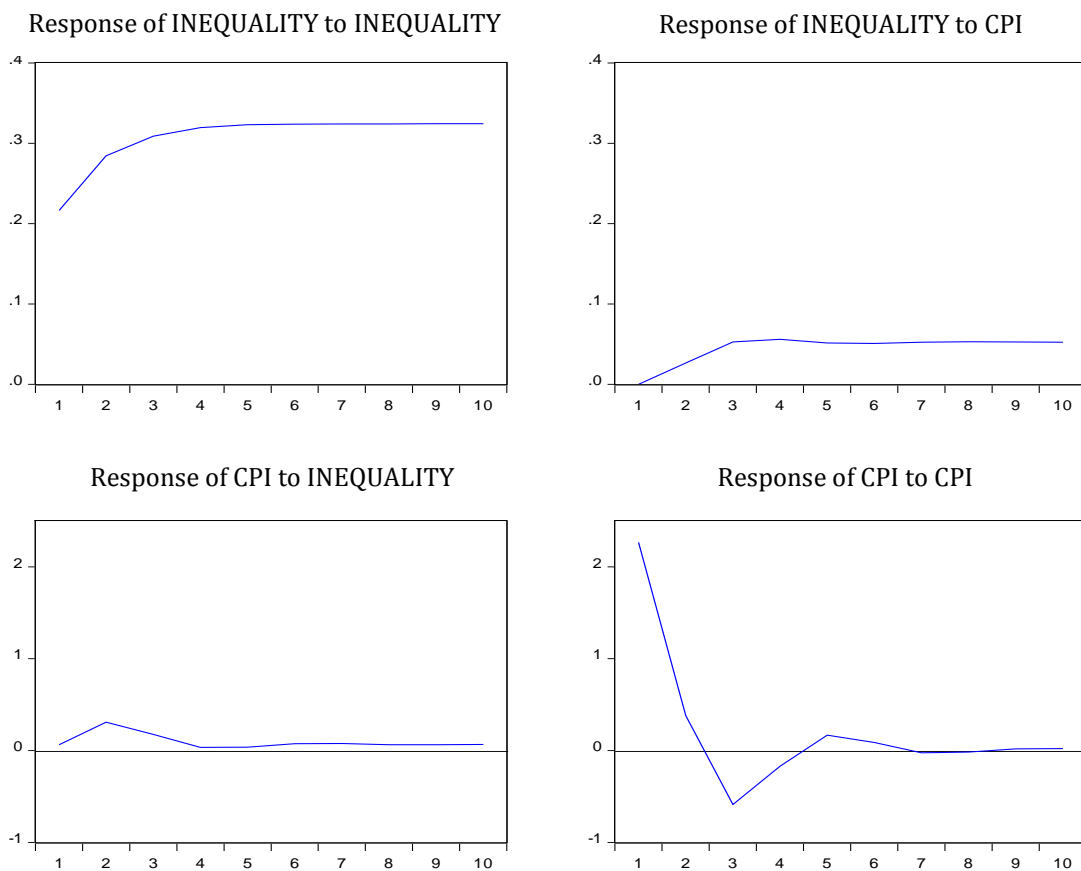 Response of INEQUALITY to INEQUALITY
.4
.3
.2
.1
.0
1 2 3 4 5 6 7 8 9 10
Response of INEQUALITY to CPI
.4
.3
.2
.1
.0
1 2 3 4 5 6 7 8 9 10
Response of CPI to INEQUALITY
2
1
0
-1
1 2 3 4 5 6 7 8 9 10
Response of CPI to CPI
2
1
0
-1
1 2 3 4 5 6 7 8 9 10